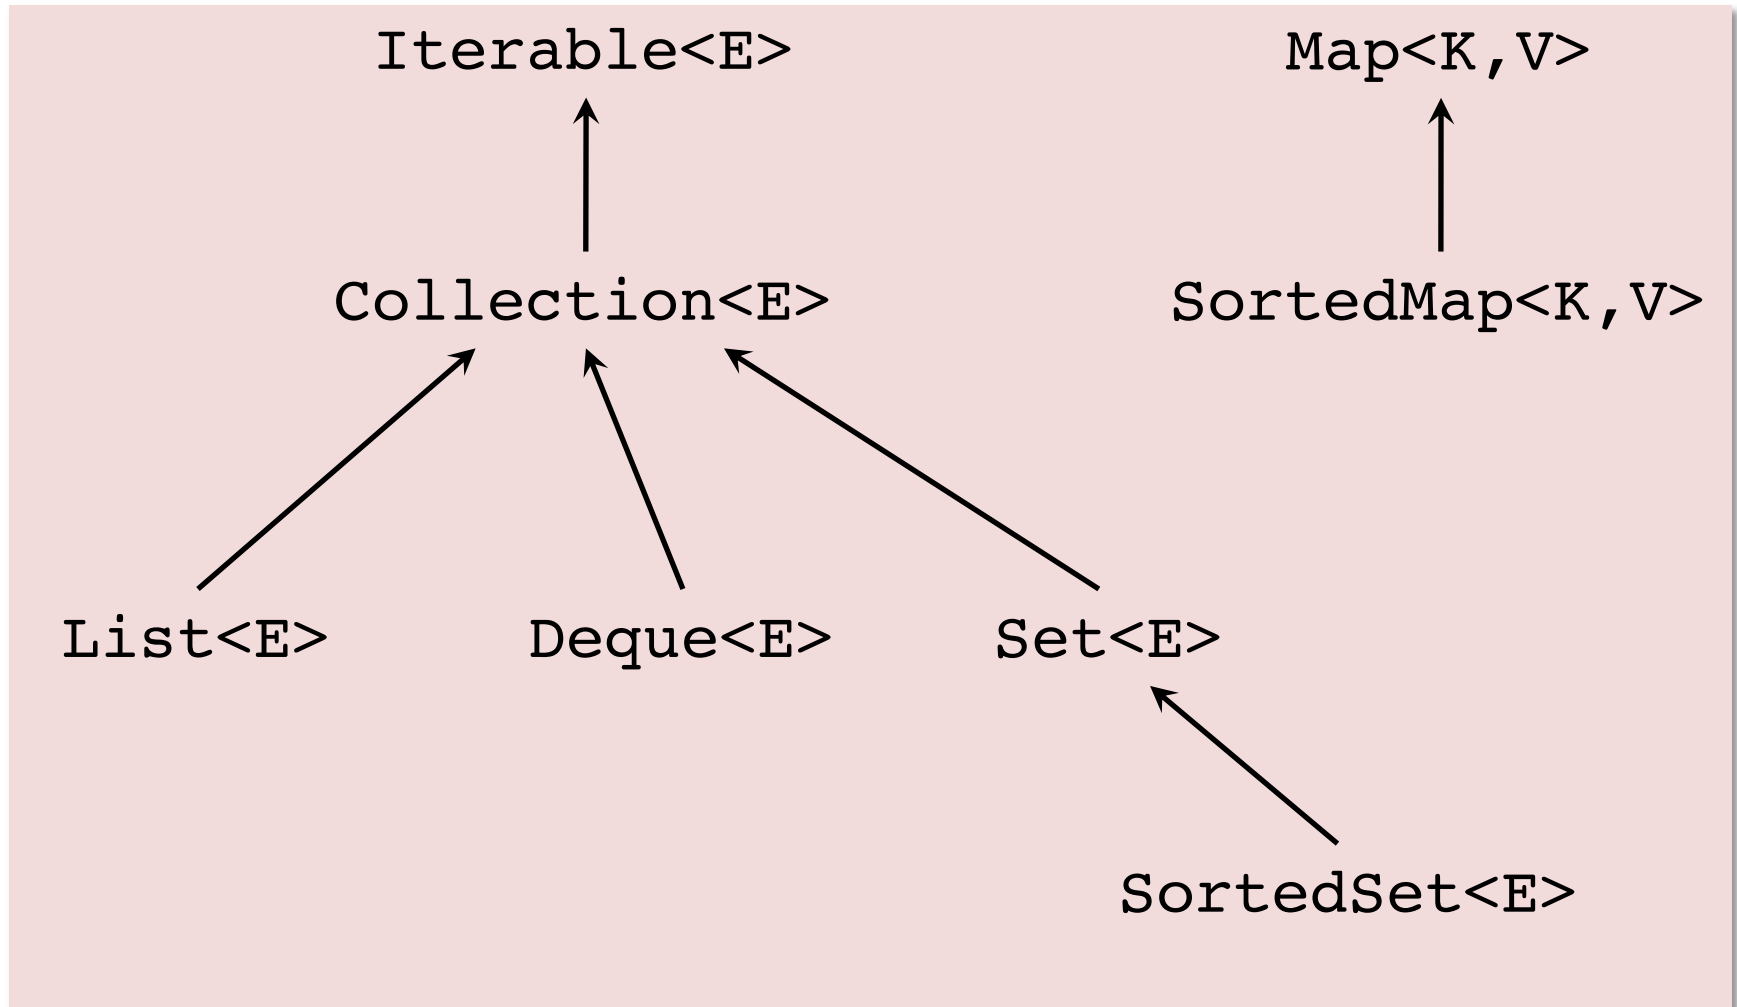 Iterable<E> Map<K,V>
Collection<E> SortedMap<K,V>
List<E> Deque<E> Set<E>
SortedSet<E>